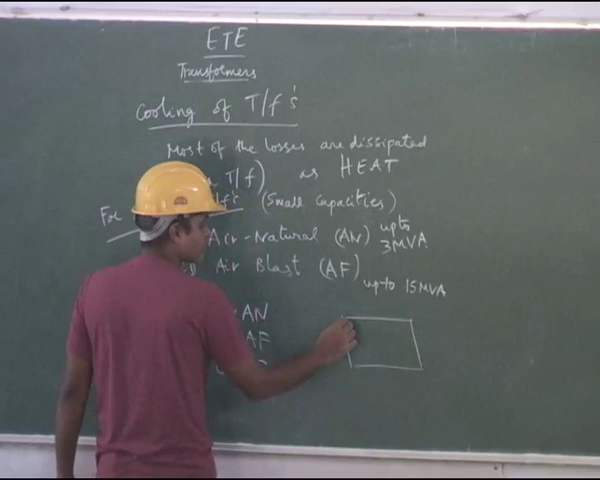 ETE
Transformers
Cooling of T/f's
Most of the losses are dissipated
T/f) as HEAT
(Small Capacities)
For
Air-Natural (AN) upto 3MVA
Air Blast (AF) upto 15MVA
AN
AF